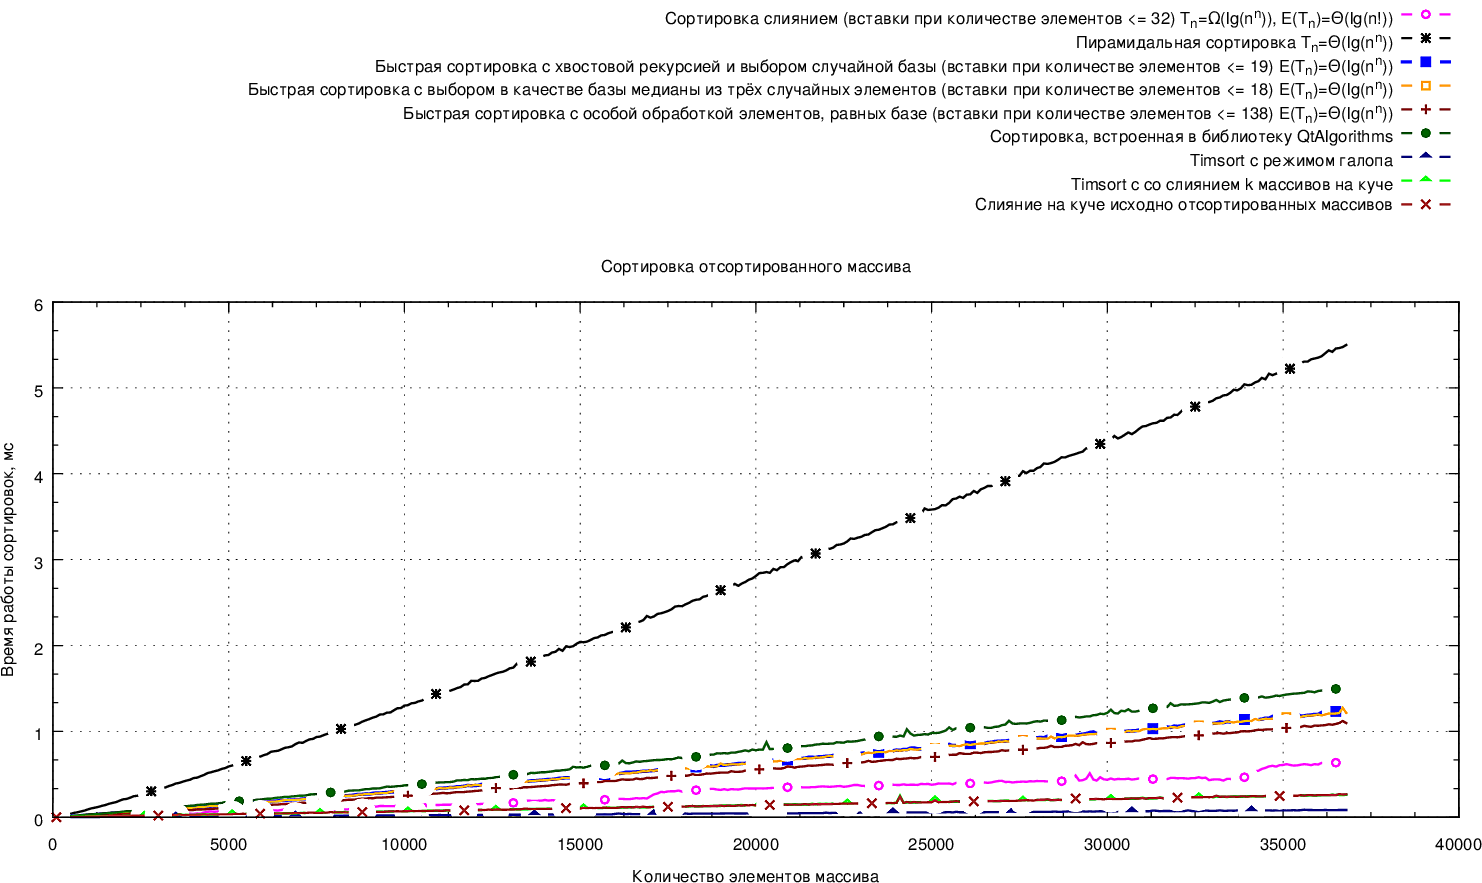 Сортировка слиянием (вставки при количестве элементов <= 32) Tn=Ω(lg(n^n)), E(Tn)=Θ(lg(n!))
Пирамидальная сортировка Tn=Θ(lg(n^n))
Быстрая сортировка с хвостовой рекурсией и выбором случайной базы (вставки при количестве элементов <= 19) E(Tn)=Θ(lg(n^n))
Быстрая сортировка с выбором в качестве базы медианы из трёх случайных элементов (вставки при количестве элементов <= 18) E(Tn)=Θ(lg(n^n))
Быстрая сортировка с особой обработкой элементов, равных базе (вставки при количестве элементов <= 138) E(Tn)=Θ(lg(n^n))
Сортировка, встроенная в библиотеку QtAlgorithms
Timsort с режимом галопа
Timsort с со слиянием k массивов на куче
Слияние на куче исходно отсортированных массивов
Сортировка отсортированного массива
6
5
4
3
2
1
0
Время работы сортировок, мс
0 5000 10000 15000 20000 25000 30000 35000 40000
Количество элементов массива